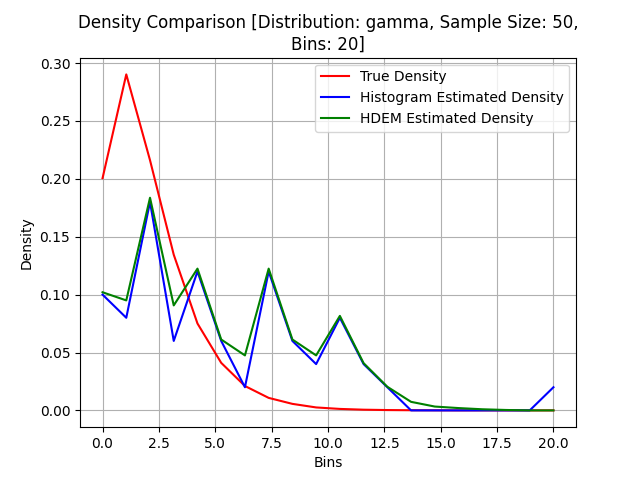 Density Comparison [Distribution: gamma, Sample Size: 50,
Bins: 20]
True Density
Histogram Estimated Density
HDEM Estimated Density
Density
0.30
0.25
0.20
0.15
0.10
0.05
0.00
0.0 2.5 5.0 7.5 10.0 12.5 15.0 17.5 20.0
Bins